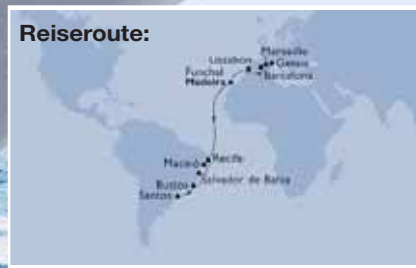 Reiseroute:
Marseille
Lissabon
Genua
Barcelona
Funchal
Madeira
Recife
Maceió
Salvador de Bahia
Buzios
Santos